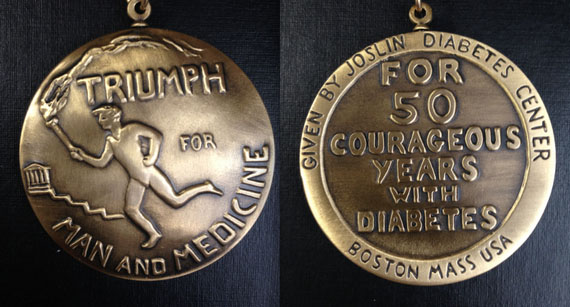 TRIUMPH
FOR
MAN AND MEDICINE
GIVEN BY JOSLIN DIABETES CENTER
FOR
50
COURAGEOUS
YEARS
WITH
DIABETES
BOSTON MASS USA